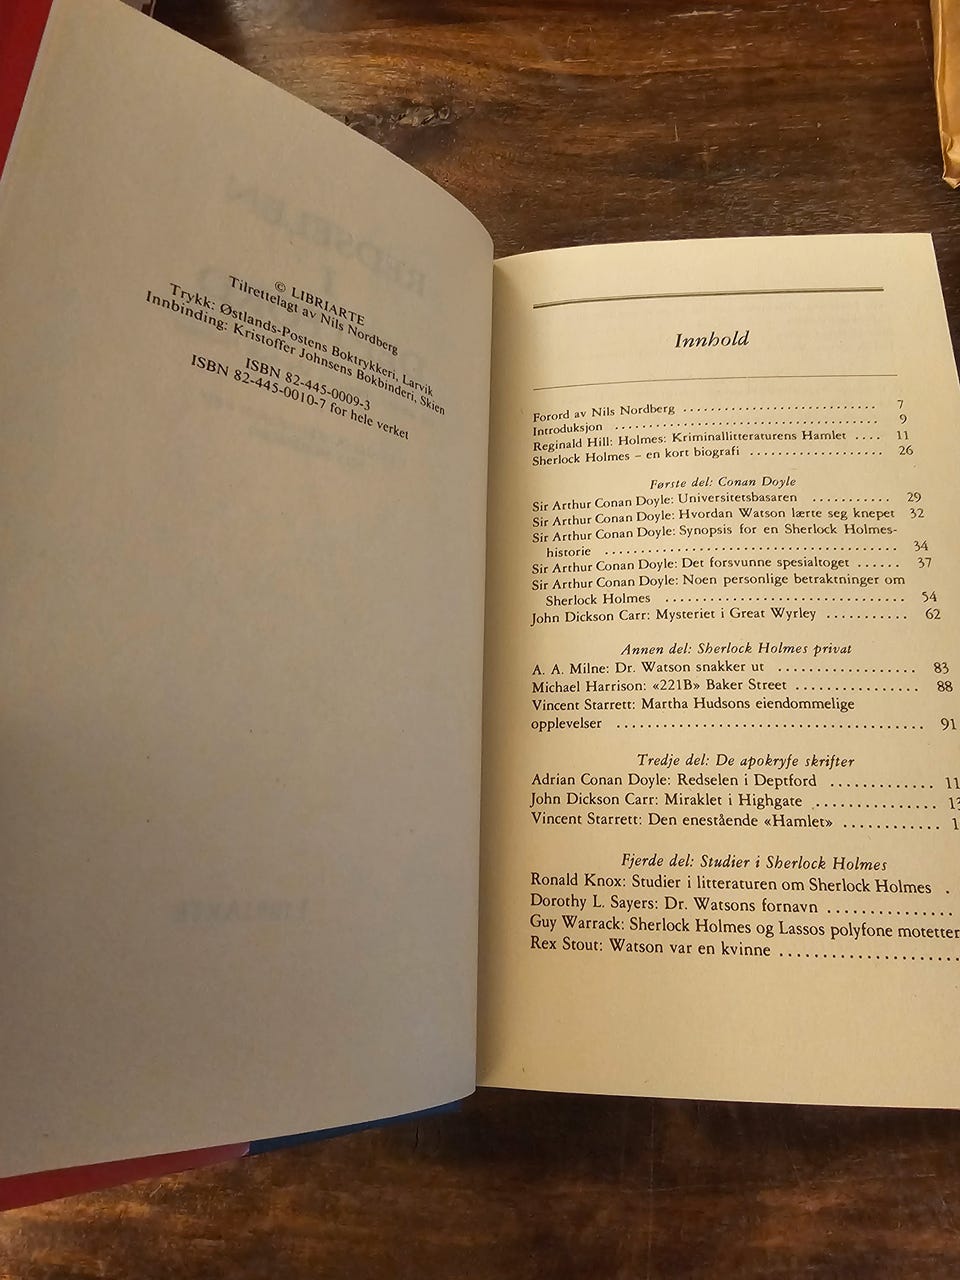 © LIBRIARTE
Tilrettelagt av Nils Nordberg
Trykk: Østlands-Postens Boktrykkeri, Larvik
Innbinding: Kristoffer Johnsens Bokbinderi, Skien
ISBN 82-445-0009-3
ISBN 82-445-0010-7 for hele verket
Innhold
Forord av Nils Nordberg .......................... 7
Introduksjon .................................. 9
Reginald Hill: Holmes: Kriminallitteraturens Hamlet .... 11
Sherlock Holmes – en kort biografi ................... 26
Første del: Conan Doyle
Sir Arthur Conan Doyle: Universitetsbasaren ........... 29
Sir Arthur Conan Doyle: Hvordan Watson lærte seg knepet 32
Sir Arthur Conan Doyle: Synopsis for en Sherlock Holmes-
historie ...................................... 34
Sir Arthur Conan Doyle: Det forsvunne spesialtoget ...... 37
Sir Arthur Conan Doyle: Noen personlige betraktninger om
Sherlock Holmes ............................... 54
John Dickson Carr: Mysteriet i Great Wyrley ........... 62
Annen del: Sherlock Holmes privat
A. A. Milne: Dr. Watson snakker ut ................. 83
Michael Harrison: «221B» Baker Street ................ 88
Vincent Starrett: Martha Hudsons eiendommelige
opplevelser ..................................... 91
Tredje del: De apokryfe skrifter
Adrian Conan Doyle: Redselen i Deptford ............ 11
John Dickson Carr: Miraklet i Highgate .............. 13
Vincent Starrett: Den enestående «Hamlet» ............ 1
Fjerde del: Studier i Sherlock Holmes
Ronald Knox: Studier i litteraturen om Sherlock Holmes .
Dorothy L. Sayers: Dr. Watsons fornavn ...............
Guy Warrack: Sherlock Holmes og Lassos polyfone motetter
Rex Stout: Watson var en kvinne .....................